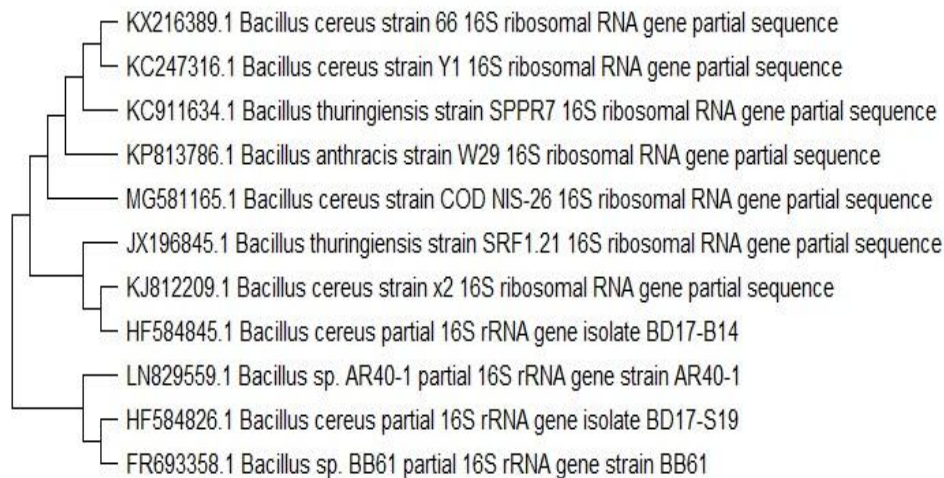 KX216389.1 Bacillus cereus strain 66 16S ribosomal RNA gene partial sequence
KC247316.1 Bacillus cereus strain Y1 16S ribosomal RNA gene partial sequence
KC911634.1 Bacillus thuringiensis strain SPPR7 16S ribosomal RNA gene partial sequence
KP813786.1 Bacillus anthracis strain W29 16S ribosomal RNA gene partial sequence
MG581165.1 Bacillus cereus strain COD NIS-26 16S ribosomal RNA gene partial sequence
JX196845.1 Bacillus thuringiensis strain SRF1.21 16S ribosomal RNA gene partial sequence
KJ812209.1 Bacillus cereus strain x2 16S ribosomal RNA gene partial sequence
HF584845.1 Bacillus cereus partial 16S rRNA gene isolate BD17-B14
LN829559.1 Bacillus sp. AR40-1 partial 16S rRNA gene strain AR40-1
HF584826.1 Bacillus cereus partial 16S rRNA gene isolate BD17-S19
FR693358.1 Bacillus sp. BB61 partial 16S rRNA gene strain BB61